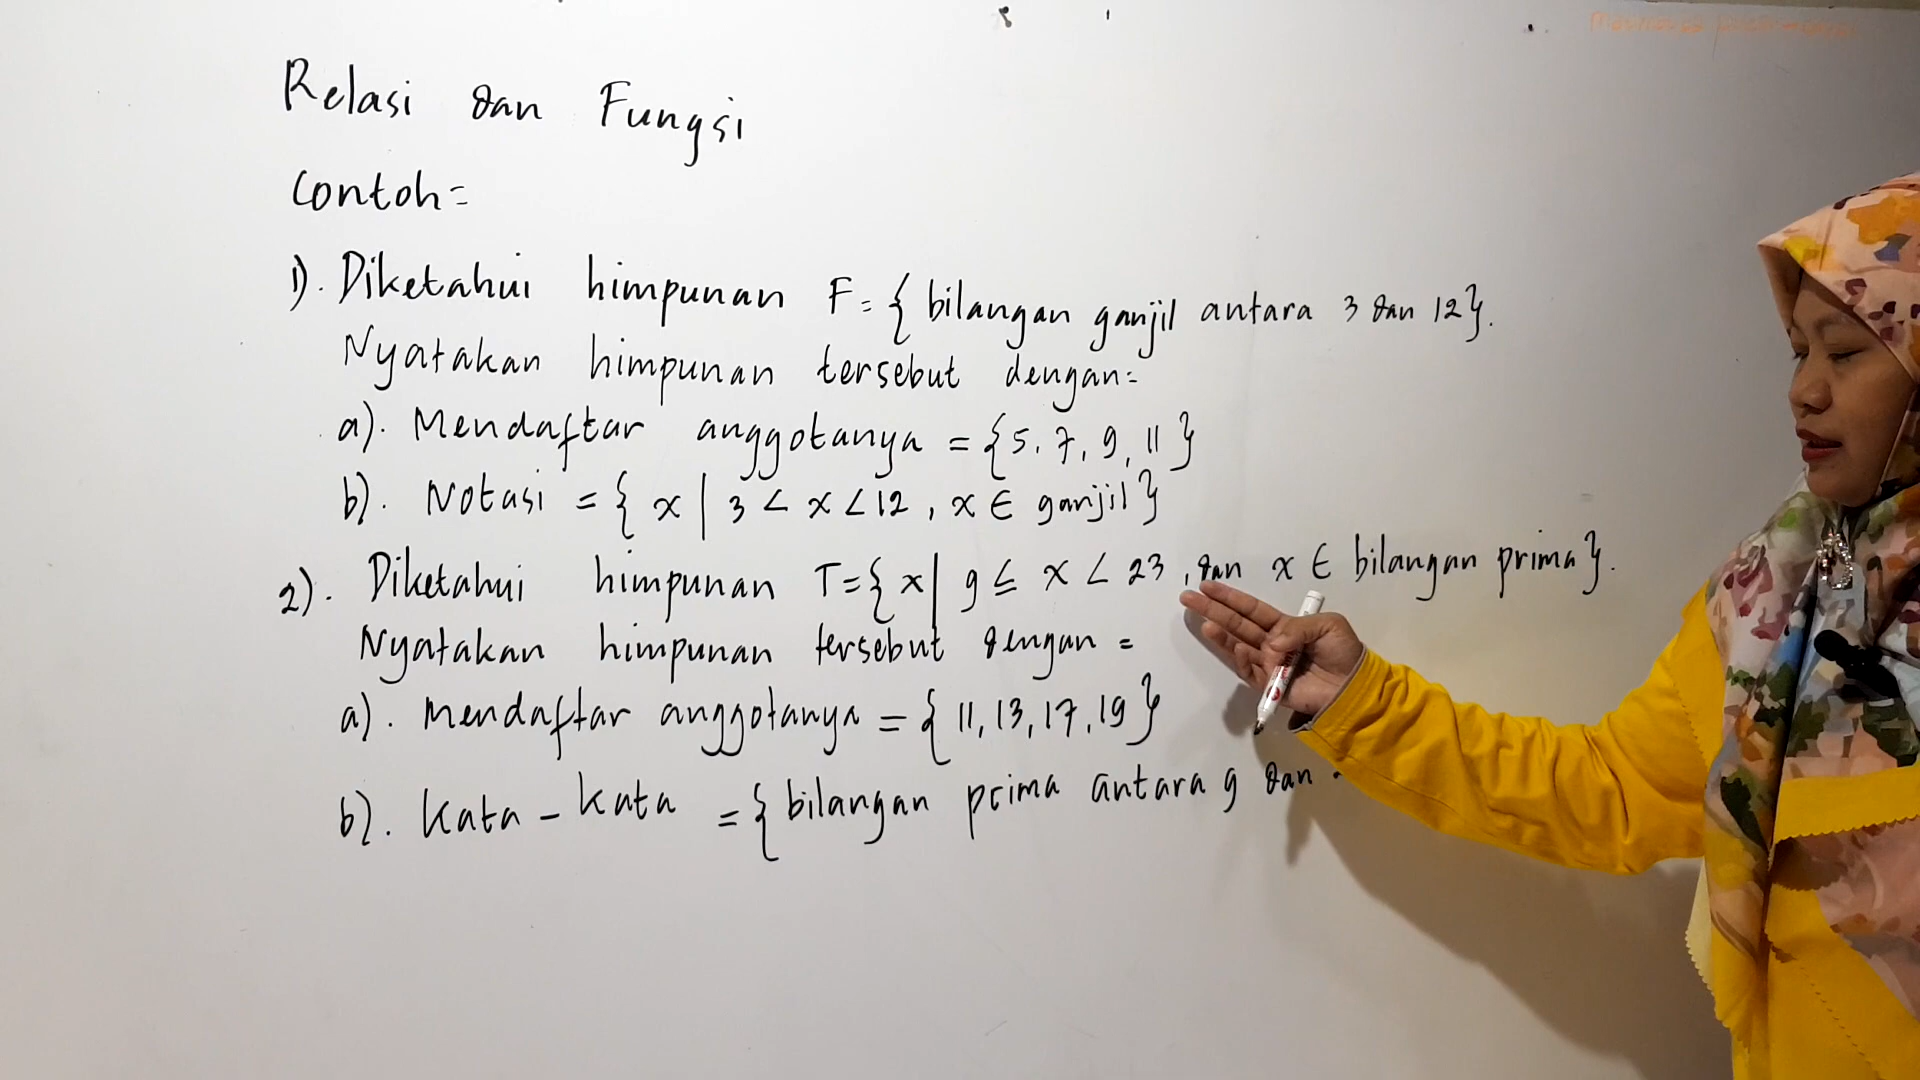 Relasi dan Fungsi
Contoh =
1). Diketahui himpunan F = { bilangan ganjil antara 3 dan 12 }.
Nyatakan himpunan tersebut dengan =
a). Mendaftar anggotanya = { 5, 7, 9, 11 }
b). Notasi = { x | 3 < x < 12 , x ∈ ganjil }
2). Diketahui himpunan T = { x | 9 ≤ x < 23 , dan x ∈ bilangan prima }.
Nyatakan himpunan tersebut dengan =
a). Mendaftar anggotanya = { 11, 13, 17, 19 }
b). Kata - kata = { bilangan prima antara 9 dan